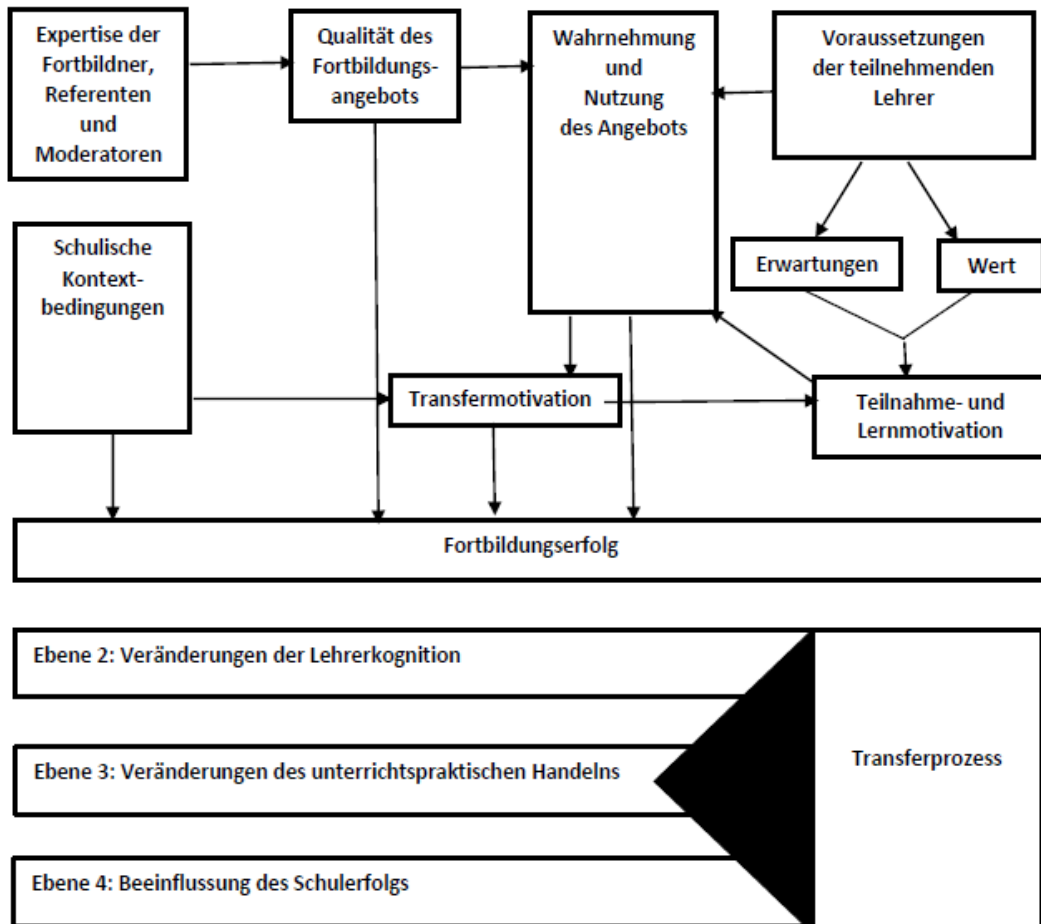 Expertise der
Fortbildner,
Referenten
und
Moderatoren
Qualität des
Fortbildungs-
angebots
Wahrnehmung
und
Nutzung
des Angebots
Voraussetzungen
der teilnehmenden
Lehrer
Schulische
Kontext-
bedingungen
Erwartungen
Wert
Transfermotivation
Teilnahme- und
Lernmotivation
Fortbildungserfolg
Ebene 2: Veränderungen der Lehrerkognition
Ebene 3: Veränderungen des unterrichtspraktischen Handelns
Transferprozess
Ebene 4: Beeinflussung des Schulerfolgs